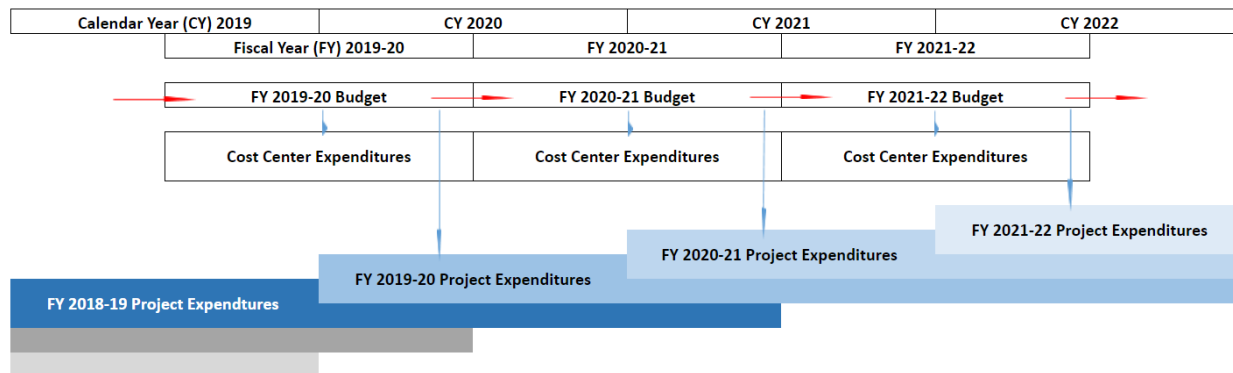 Calendar Year (CY) 2019 CY 2020 CY 2021 CY 2022
Fiscal Year (FY) 2019-20 FY 2020-21 FY 2021-22
FY 2019-20 Budget FY 2020-21 Budget FY 2021-22 Budget
Cost Center Expenditures Cost Center Expenditures Cost Center Expenditures
FY 2021-22 Project Expenditures
FY 2020-21 Project Expenditures
FY 2019-20 Project Expenditures
FY 2018-19 Project Expendtures